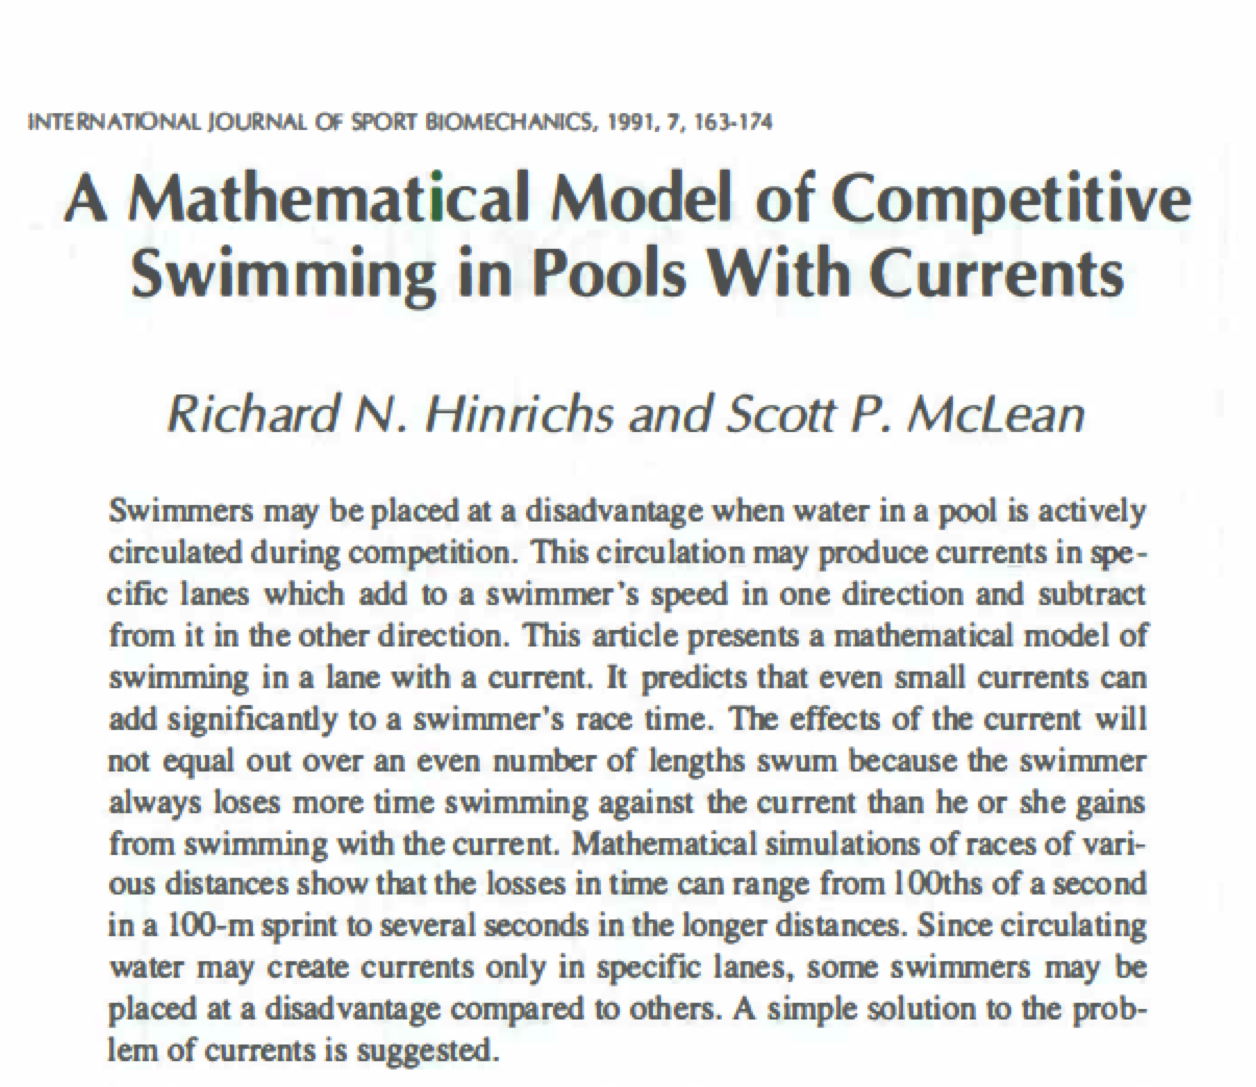 INTERNATIONAL JOURNAL OF SPORT BIOMECHANICS, 1991, 7, 163-174
A Mathematical Model of Competitive
Swimming in Pools With Currents
Richard N. Hinrichs and Scott P. McLean
Swimmers may be placed at a disadvantage when water in a pool is actively
circulated during competition. This circulation may produce currents in spe-
cific lanes which add to a swimmer's speed in one direction and subtract
from it in the other direction. This article presents a mathematical model of
swimming in a lane with a current. It predicts that even small currents can
add significantly to a swimmer's race time. The effects of the current will
not equal out over an even number of lengths swum because the swimmer
always loses more time swimming against the current than he or she gains
from swimming with the current. Mathematical simulations of races of vari-
ous distances show that the losses in time can range from 100ths of a second
in a 100-m sprint to several seconds in the longer distances. Since circulating
water may create currents only in specific lanes, some swimmers may be
placed at a disadvantage compared to others. A simple solution to the prob-
lem of currents is suggested.